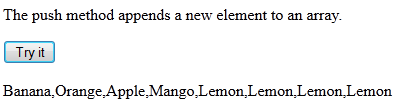 The push method appends a new element to an array.
Try it
Banana,Orange,Apple,Mango,Lemon,Lemon,Lemon,Lemon